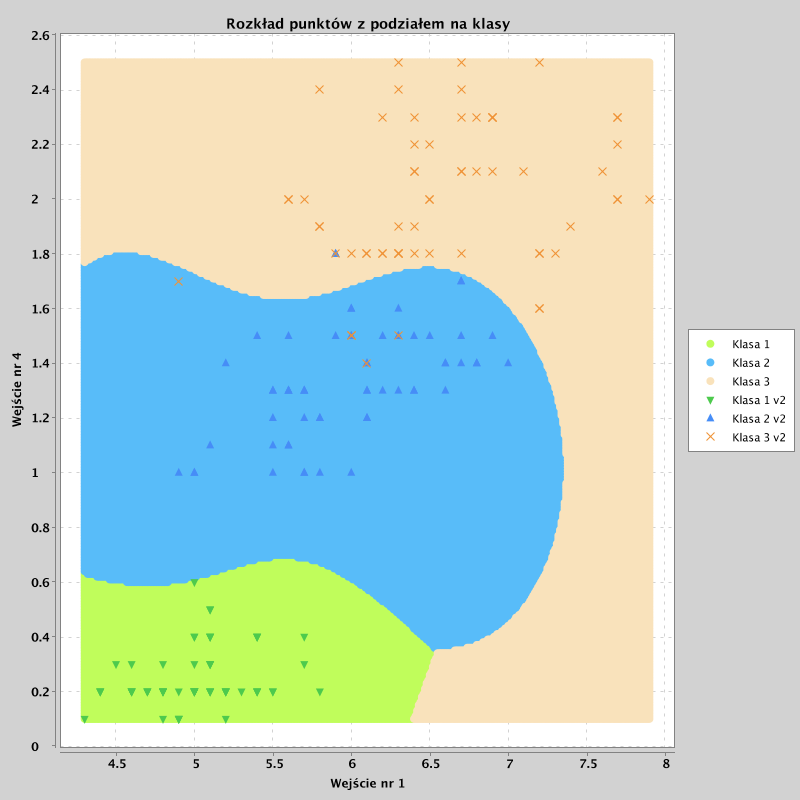 Rozkład punktów z podziałem na klasy
2.6
2.4
2.2
2
1.8
1.6
1.4
1.2
1
0.8
0.6
0.4
0.2
0
Wejście nr 4
4.5 5 5.5 6 6.5 7 7.5 8
Wejście nr 1
Klasa 1
Klasa 2
Klasa 3
Klasa 1 v2
Klasa 2 v2
Klasa 3 v2